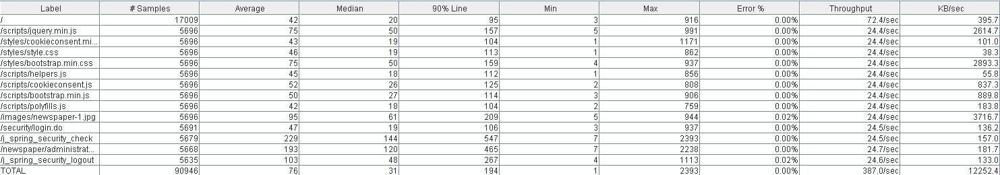 Label # Samples Average Median 90% Line Min Max Error % Throughput KB/sec
/ 17009 42 20 95 3 916 0.00% 72.4/sec 395.7
/scripts/jquery.min.js 5696 75 50 157 5 991 0.00% 24.4/sec 2614.7
/styles/cookieconsent.mi... 5696 43 19 104 1 1171 0.00% 24.4/sec 101.0
/styles/style.css 5696 46 19 113 1 862 0.00% 24.4/sec 38.3
/styles/bootstrap.min.css 5696 75 50 159 4 937 0.00% 24.4/sec 2893.3
/scripts/helpers.js 5696 45 18 112 1 856 0.00% 24.4/sec 55.8
/scripts/cookieconsent.js 5696 52 26 125 2 808 0.00% 24.4/sec 837.3
/scripts/bootstrap.min.js 5696 50 27 114 3 906 0.00% 24.4/sec 889.8
/scripts/polyfills.js 5696 42 18 104 2 759 0.00% 24.4/sec 183.8
/images/newspaper-1.jpg 5696 95 61 209 5 944 0.02% 24.4/sec 3716.7
/security/login.do 5691 47 19 106 3 937 0.00% 24.5/sec 136.2
/j_spring_security_check 5679 229 144 547 7 2393 0.00% 24.5/sec 157.0
/newspaper/administrat... 5668 193 120 465 7 2238 0.00% 24.7/sec 181.7
/j_spring_security_logout 5635 103 48 267 4 1113 0.02% 24.6/sec 133.0
TOTAL 90946 76 31 194 1 2393 0.00% 387.0/sec 12252.4